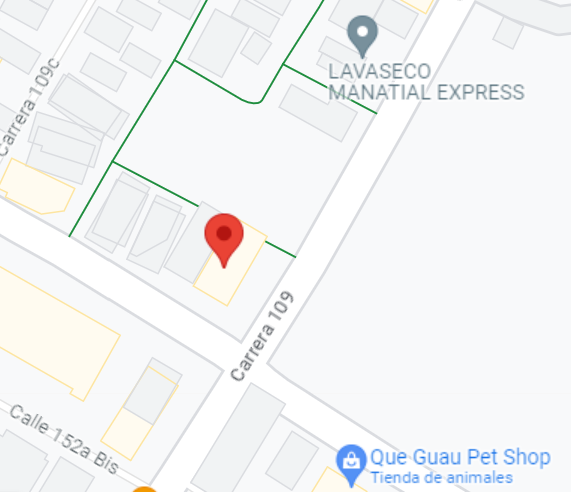 Carrera 109c
LAVASECO
MANATIAL EXPRESS
Carrera 109
Calle 152a Bis
Que Guau Pet Shop
Tienda de animales